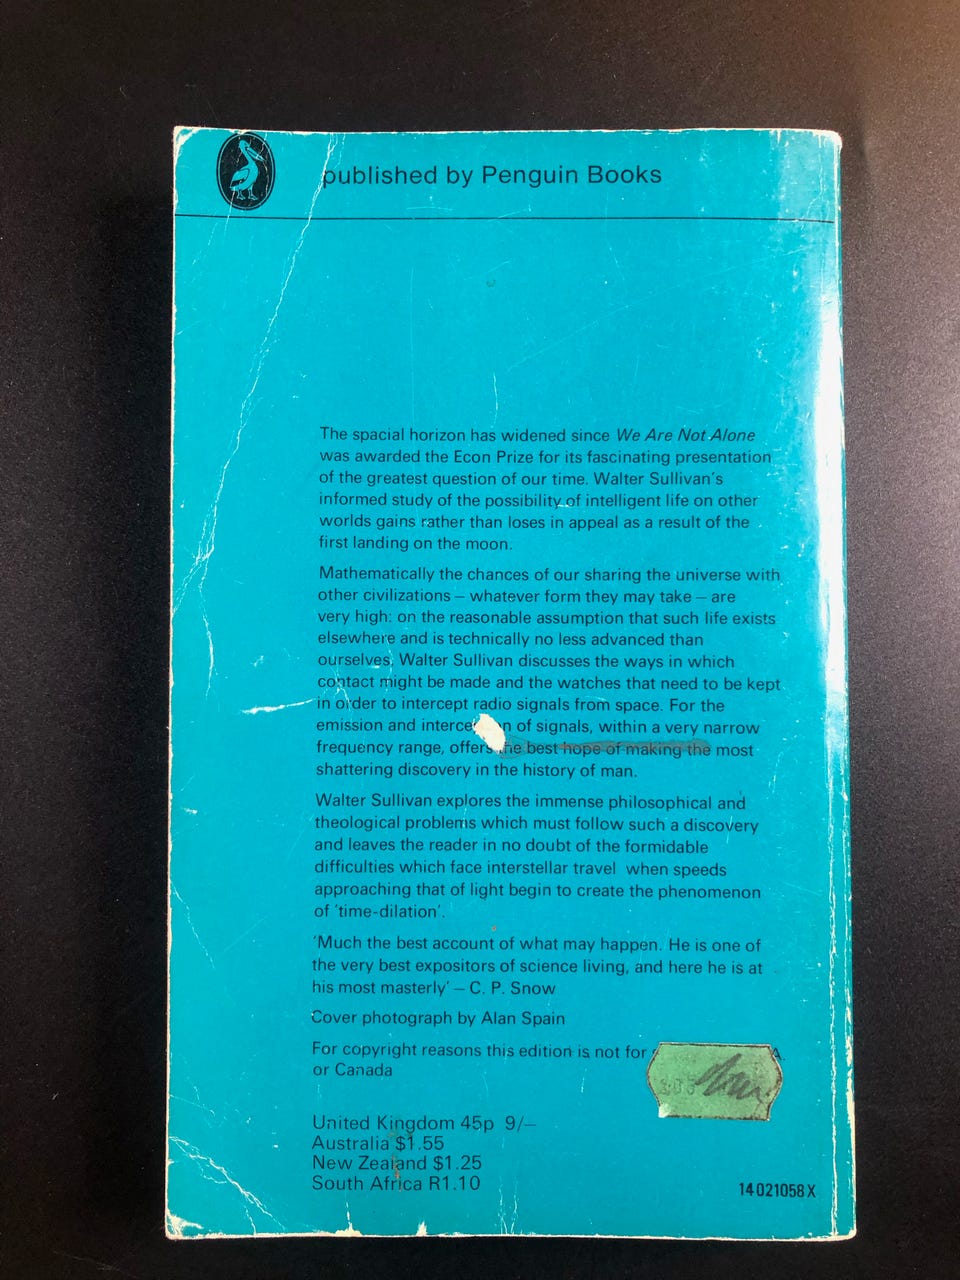 published by Penguin Books
The spacial horizon has widened since We Are Not Alone
was awarded the Econ Prize for its fascinating presentation
of the greatest question of our time. Walter Sullivan's
informed study of the possibility of intelligent life on other
worlds gains rather than loses in appeal as a result of the
first landing on the moon.
Mathematically the chances of our sharing the universe with
other civilizations – whatever form they may take – are
very high: on the reasonable assumption that such life exists
elsewhere and is technically no less advanced than
ourselves, Walter Sullivan discusses the ways in which
contact might be made and the watches that need to be kept
in order to intercept radio signals from space. For the
emission and of signals, within a very narrow
frequency range, offers the best hope of making the most
shattering discovery in the history of man.
Walter Sullivan explores the immense philosophical and
theological problems which must follow such a discovery
and leaves the reader in no doubt of the formidable
difficulties which face interstellar travel when speeds
approaching that of light begin to create the phenomenon
of 'time-dilation'.
'Much the best account of what may happen. He is one of
the very best expositors of science living, and here he is at
his most masterly' – C. P. Snow
Cover photograph by Alan Spain
For copyright reasons this edition is not for
or Canada
United Kingdom 45p 9/–
Australia $1.55
New Zealand $1.25
South Africa R1.10
14 021058 X